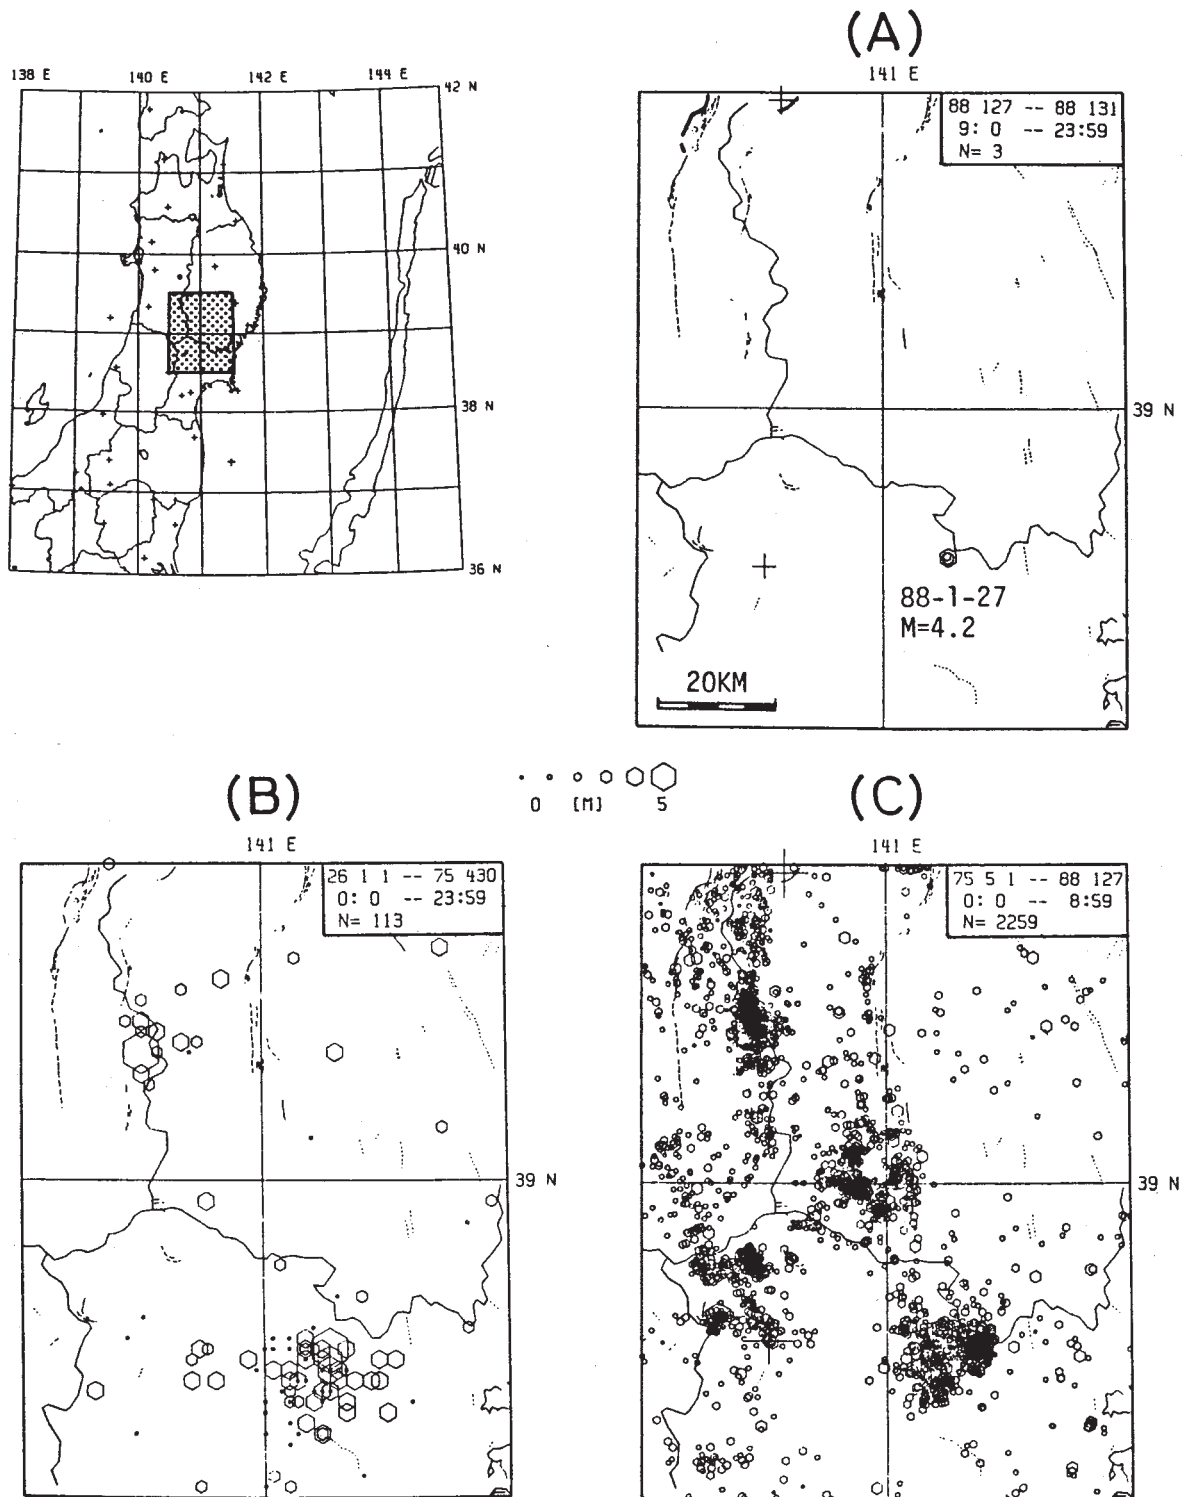 (A)
138 E 140 E 142 E 144 E
42 N
40 N
38 N
36 N
141 E
88 127 -- 88 131
9: 0 -- 23:59
N= 3
39 N
88-1-27
M=4.2
20KM
(B)
0 [M] 5
(C)
141 E
26 1 1 -- 75 430
0: 0 -- 23:59
N= 113
39 N
141 E
75 5 1 -- 88 127
0: 0 -- 8:59
N= 2259
39 N